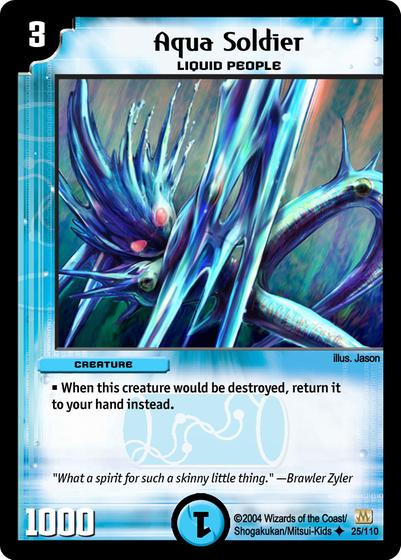 3
Aqua Soldier
LIQUID PEOPLE
illus. Jason
CREATURE
▪ When this creature would be destroyed, return it
to your hand instead.
"What a spirit for such a skinny little thing." —Brawler Zyler
1000
©2004 Wizards of the Coast/
Shogakukan/Mitsui-Kids ♦ 25/110